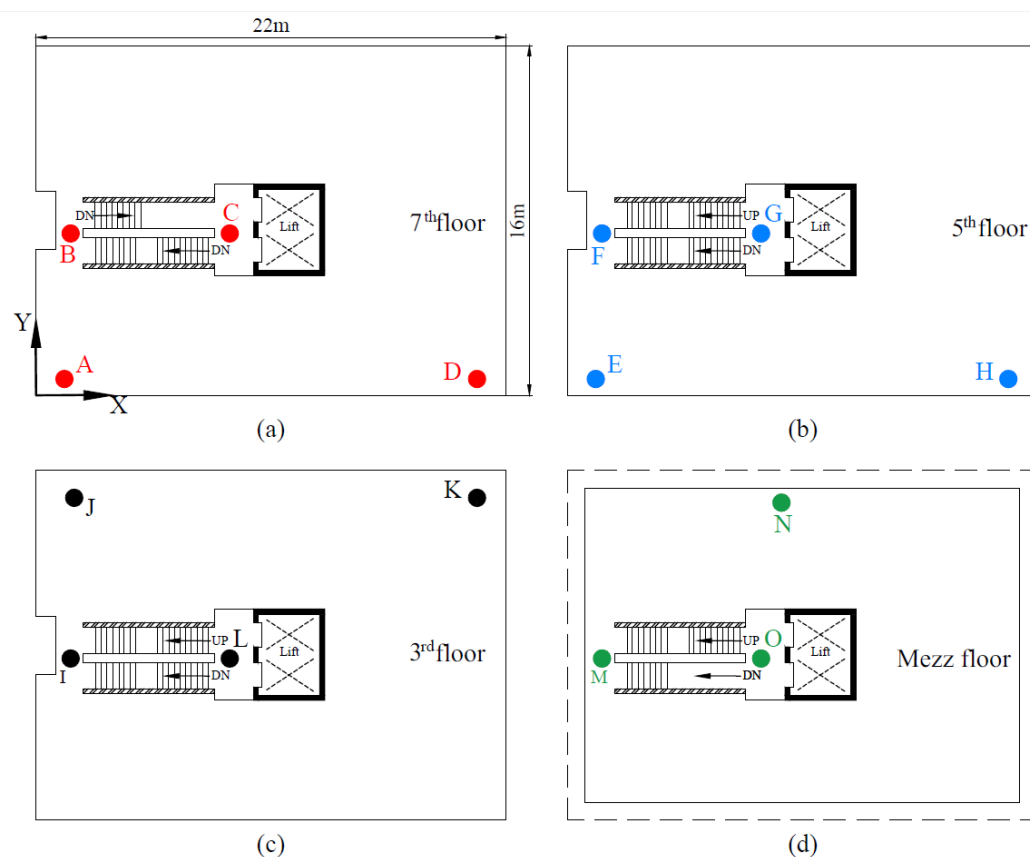 22m
16m
DN
C
B
DN
Lift
7th floor
Y
A
D
X
(a)
UP
G
F
DN
Lift
5th floor
E
H
(b)
J
K
UP
L
I
DN
Lift
3rd floor
(c)
N
UP
O
M
DN
Lift
Mezz floor
(d)